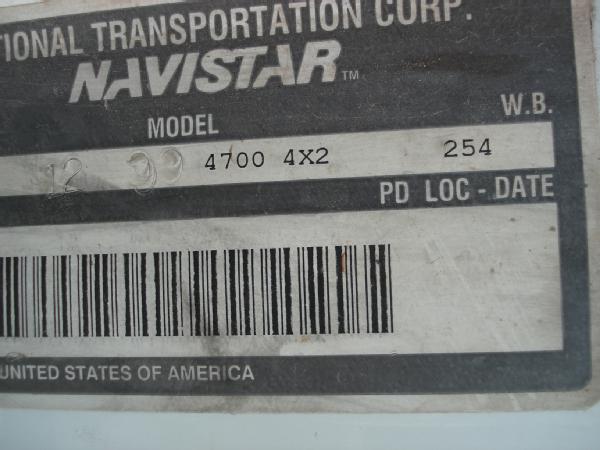 TIONAL TRANSPORTATION CORP.
NAVISTAR™
W.B.
MODEL
12 99 4700 4X2 254
PD LOC - DATE
UNITED STATES OF AMERICA